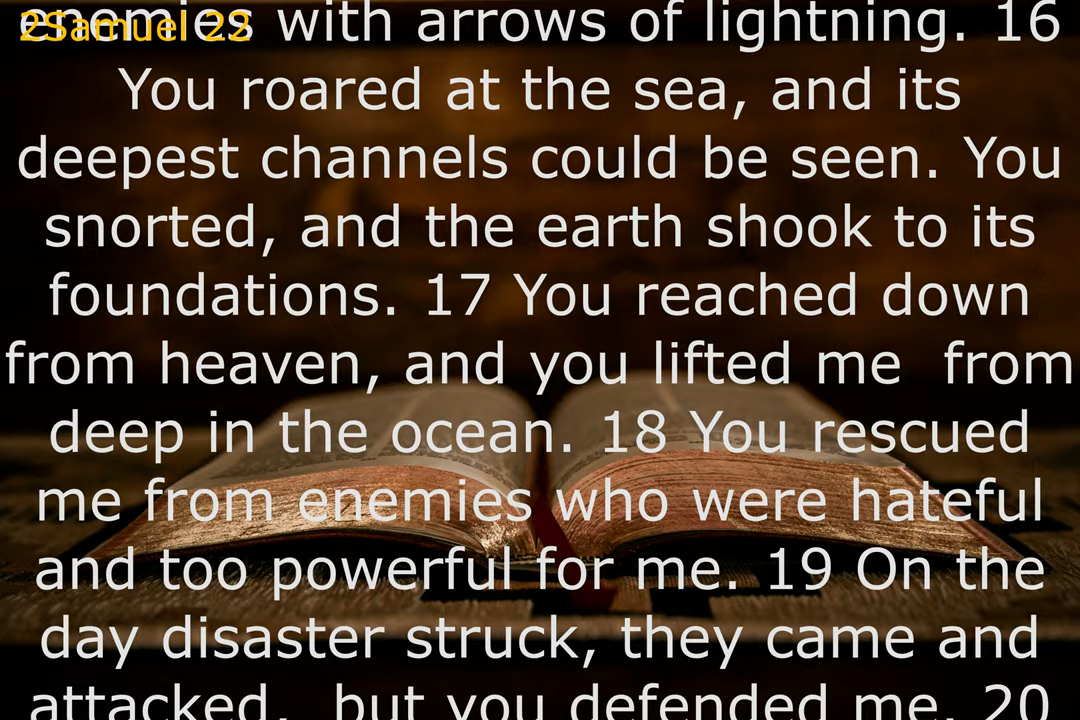 2Samuel 22
enemies with arrows of lightning. 16
You roared at the sea, and its
deepest channels could be seen. You
snorted, and the earth shook to its
foundations. 17 You reached down
from heaven, and you lifted me  from
deep in the ocean. 18 You rescued
me from enemies who were hateful
and too powerful for me. 19 On the
day disaster struck, they came and
attacked,  but you defended me. 20